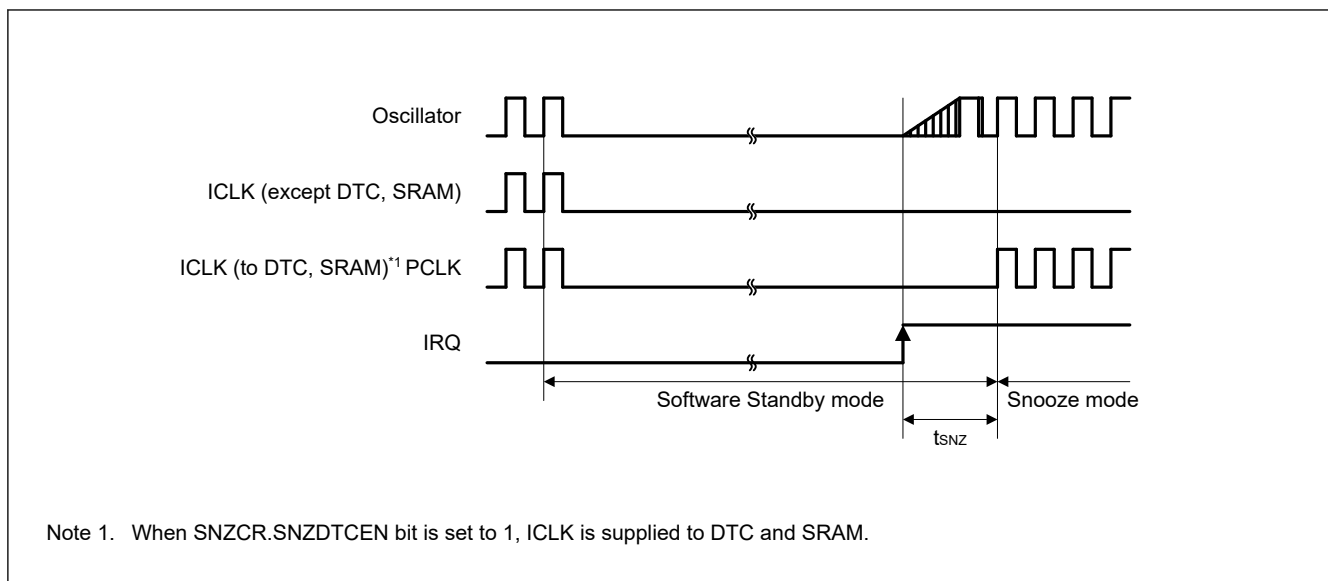 Oscillator
ICLK (except DTC, SRAM)
ICLK (to DTC, SRAM)*1 PCLK
IRQ
Software Standby mode
Snooze mode
tSNZ
Note 1. When SNZCR.SNZDTCEN bit is set to 1, ICLK is supplied to DTC and SRAM.